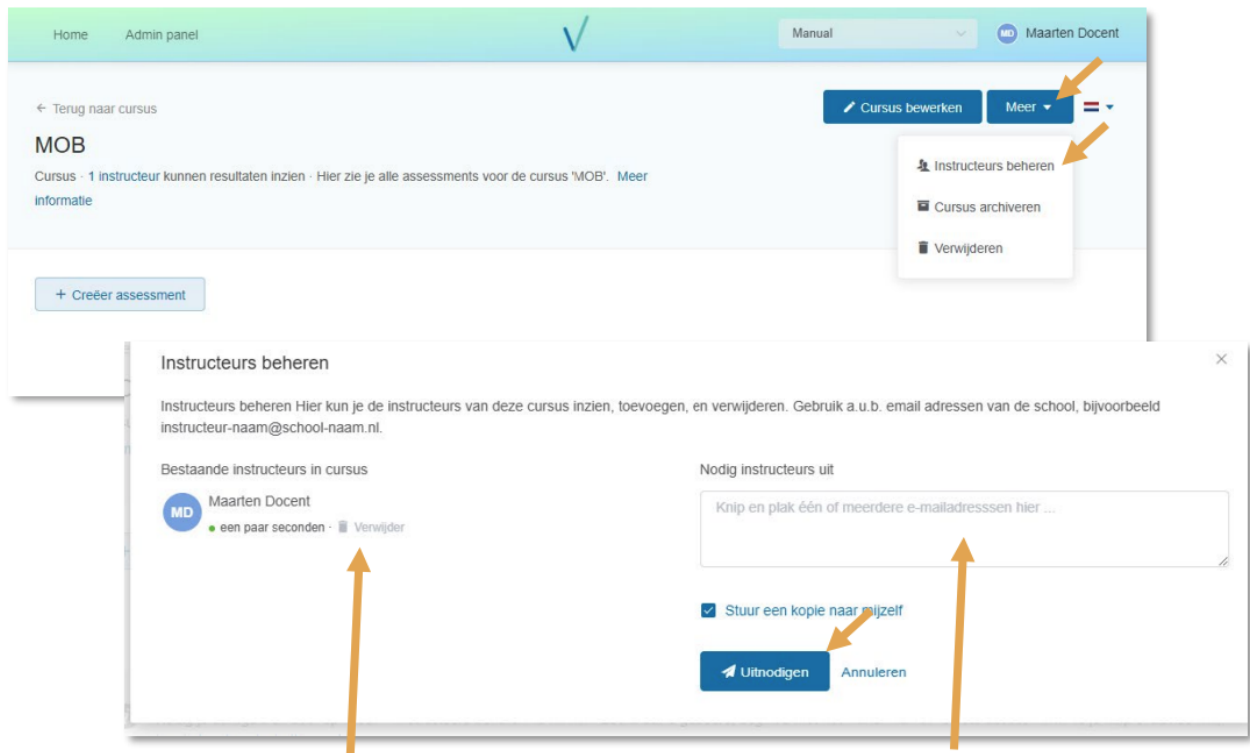 Home Admin panel Manual MD Maarten Docent
← Terug naar cursus Cursus bewerken Meer
MOB
Cursus · 1 instructeur kunnen resultaten inzien · Hier zie je alle assessments voor de cursus 'MOB'. Meer
informatie
Instructeurs beheren
Cursus archiveren
Verwijderen
+ Creëer assessment
Instructeurs beheren
Instructeurs beheren Hier kun je de instructeurs van deze cursus inzien, toevoegen, en verwijderen. Gebruik a.u.b. email adressen van de school, bijvoorbeeld
instructeur-naam@school-naam.nl.
Bestaande instructeurs in cursus
MD Maarten Docent
een paar seconden · Verwijder
Nodig instructeurs uit
Knip en plak één of meerdere e-mailadresssen hier ...
Stuur een kopie naar mijzelf
Uitnodigen Annuleren